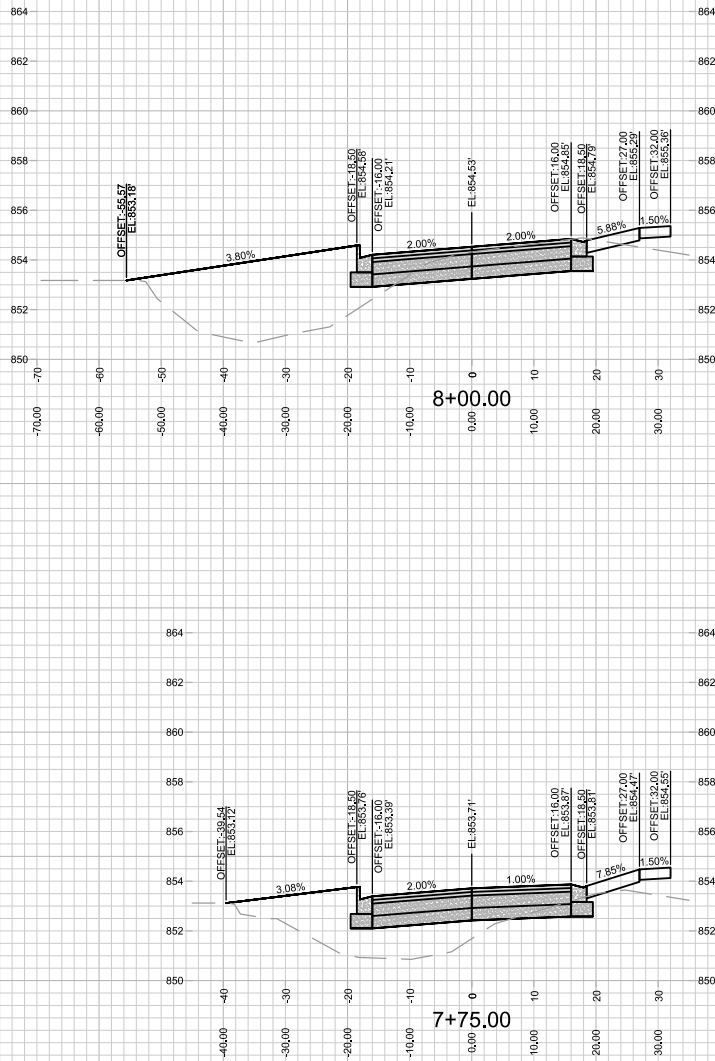 864 864
862 862
860 860
858 858
856 856
854 854
852 852
850 850
OFFSET:-55.57
EL:853.18'
OFFSET:-18.50
EL:854.58'
OFFSET:-16.00
EL:854.21'
EL:854.53'
OFFSET:16.00
EL:854.85'
OFFSET:18.50
EL:854.79'
OFFSET:27.00
EL:855.29'
OFFSET:32.00
EL:855.36'
3.80% 2.00% 2.00% 5.88% 1.50%
-70 -60 -50 -40 -30 -20 -10 0 10 20 30
-70.00 -60.00 -50.00 -40.00 -30.00 -20.00 -10.00 0.00 10.00 20.00 30.00
8+00.00
864 864
862 862
860 860
858 858
856 856
854 854
852 852
850 850
OFFSET:-39.54
EL:853.12'
OFFSET:-18.50
EL:853.76'
OFFSET:-16.00
EL:853.39'
EL:853.71'
OFFSET:16.00
EL:853.87'
OFFSET:18.50
EL:853.81'
OFFSET:27.00
EL:854.47'
OFFSET:32.00
EL:854.55'
3.08% 2.00% 1.00% 7.85% 1.50%
-40 -30 -20 -10 0 10 20 30
-40.00 -30.00 -20.00 -10.00 0.00 10.00 20.00 30.00
7+75.00